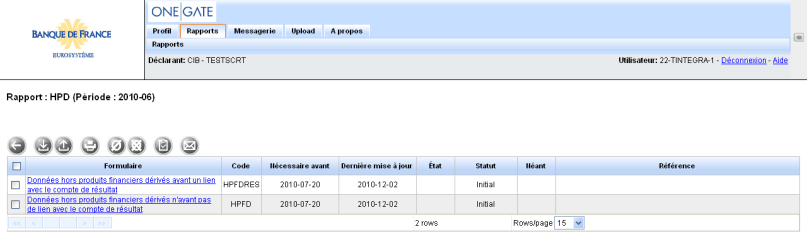 ONEGATE
BANQUE DE FRANCE
EUROSYSTÈME
Profil Rapports Messagerie Upload A propos
Rapports
Déclarant: CIB - TESTSCRT Utilisateur: 22-TINTEGRA-1 - Déconnexion - Aide
Rapport : HPD (Période : 2010-06)
Formulaire Code Nécessaire avant Dernière mise à jour État Statut Néant Référence
Données hors produits financiers dérivés ayant un lien
avec le compte de résultat HPFDRES 2010-07-20 2010-12-02 Initial
Données hors produits financiers dérivés n'ayant pas
de lien avec le compte de résultat HPFD 2010-07-20 2010-12-02 Initial
<< < > >> 2 rows Rows/page 15